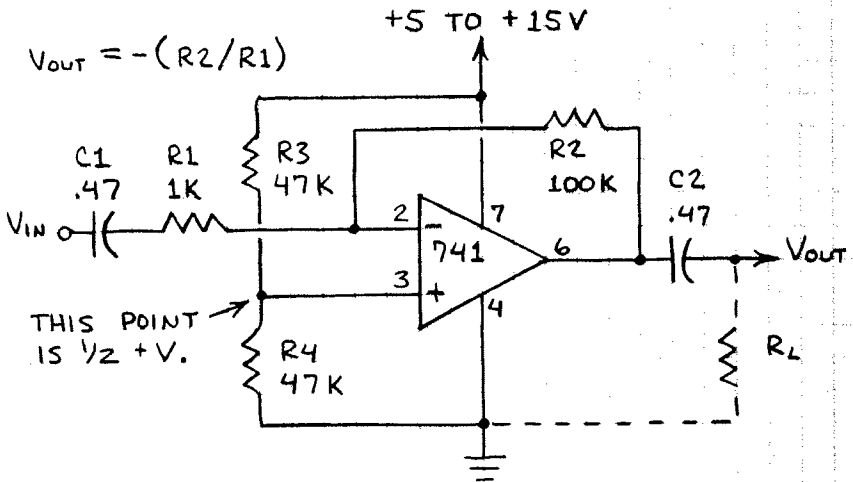 +5 TO +15V
VOUT = -(R2/R1)
C1
.47
R1
1K
R3
47K
R2
100K
C2
.47
VIN
2
-
7
741
6
VOUT
3
+
4
THIS POINT
IS 1/2 +V.
R4
47K
RL